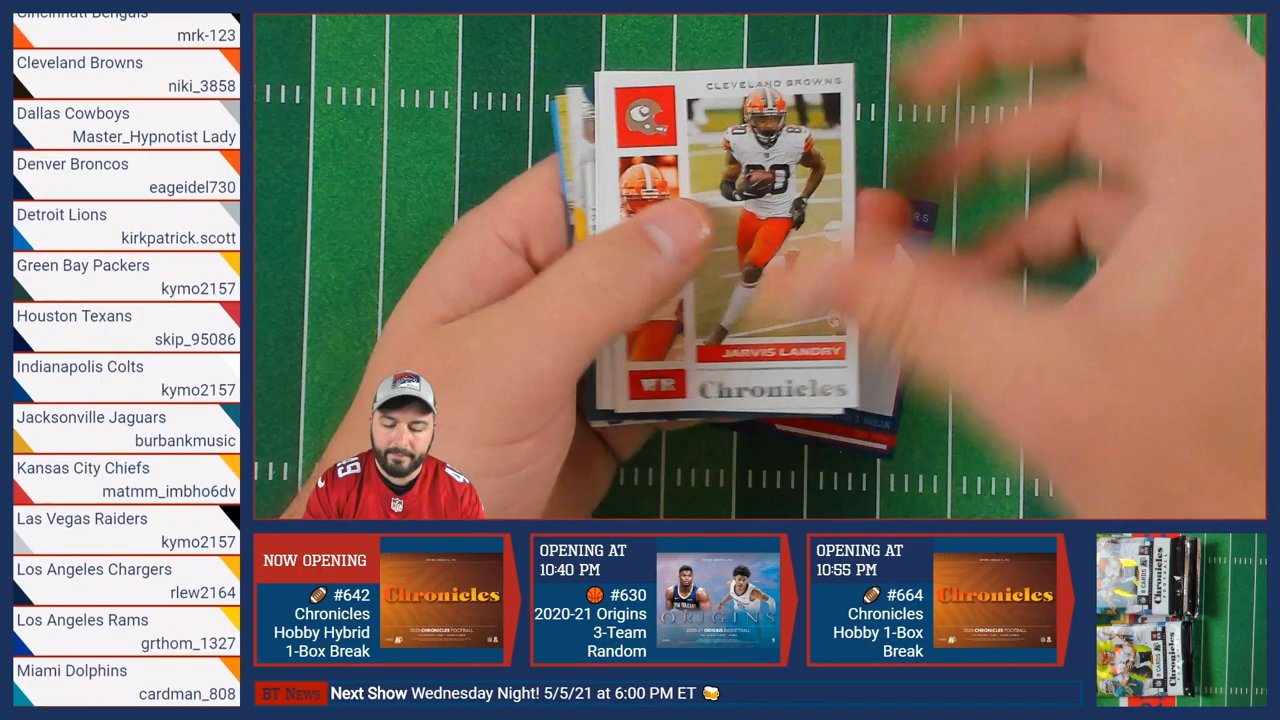 Cincinnati Bengals
mrk-123
Cleveland Browns
niki_3858
Dallas Cowboys
Master_Hypnotist Lady
Denver Broncos
eageidel730
Detroit Lions
kirkpatrick.scott
Green Bay Packers
kymo2157
Houston Texans
skip_95086
Indianapolis Colts
kymo2157
Jacksonville Jaguars
burbankmusic
Kansas City Chiefs
matmm_imbho6dv
Las Vegas Raiders
kymo2157
Los Angeles Chargers
rlew2164
Los Angeles Rams
grthom_1327
Miami Dolphins
cardman_808
CLEVELAND BROWNS
80
JARVIS LANDRY
WR
Chronicles
49
NOW OPENING
#642
Chronicles
Hobby Hybrid
1-Box Break
Chronicles
OPENING AT
10:40 PM
#630
2020-21 Origins
3-Team
Random
ORIGINS
OPENING AT
10:55 PM
#664
Chronicles
Hobby 1-Box
Break
Chronicles
Chronicles
FOOTBALL
Chronicles
BT NEWS
Next Show Wednesday Night! 5/5/21 at 6:00 PM ET